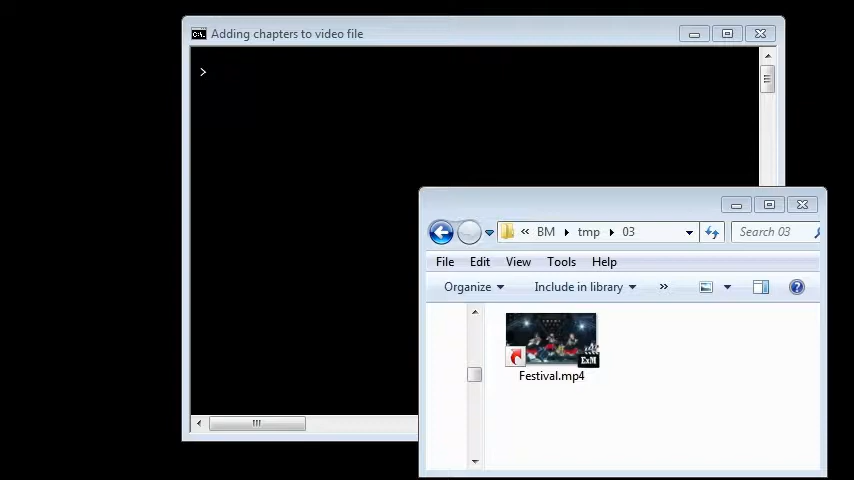 Adding chapters to video file
>
BM tmp 03
Search 03
File Edit View Tools Help
Organize Include in library »
ExM
Festival.mp4